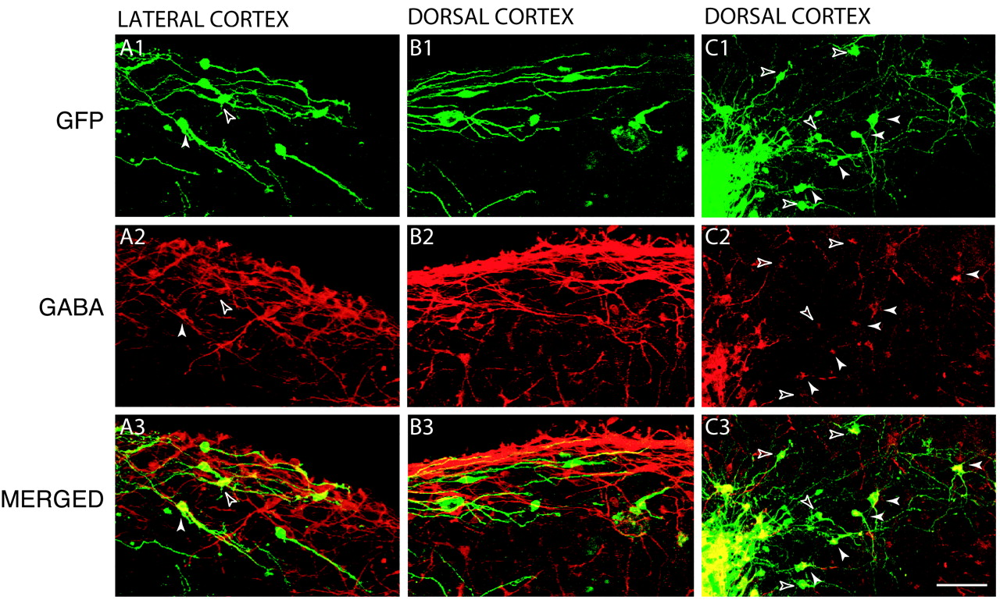 LATERAL CORTEX DORSAL CORTEX DORSAL CORTEX
GFP A1 B1 C1
GABA A2 B2 C2
MERGED A3 B3 C3